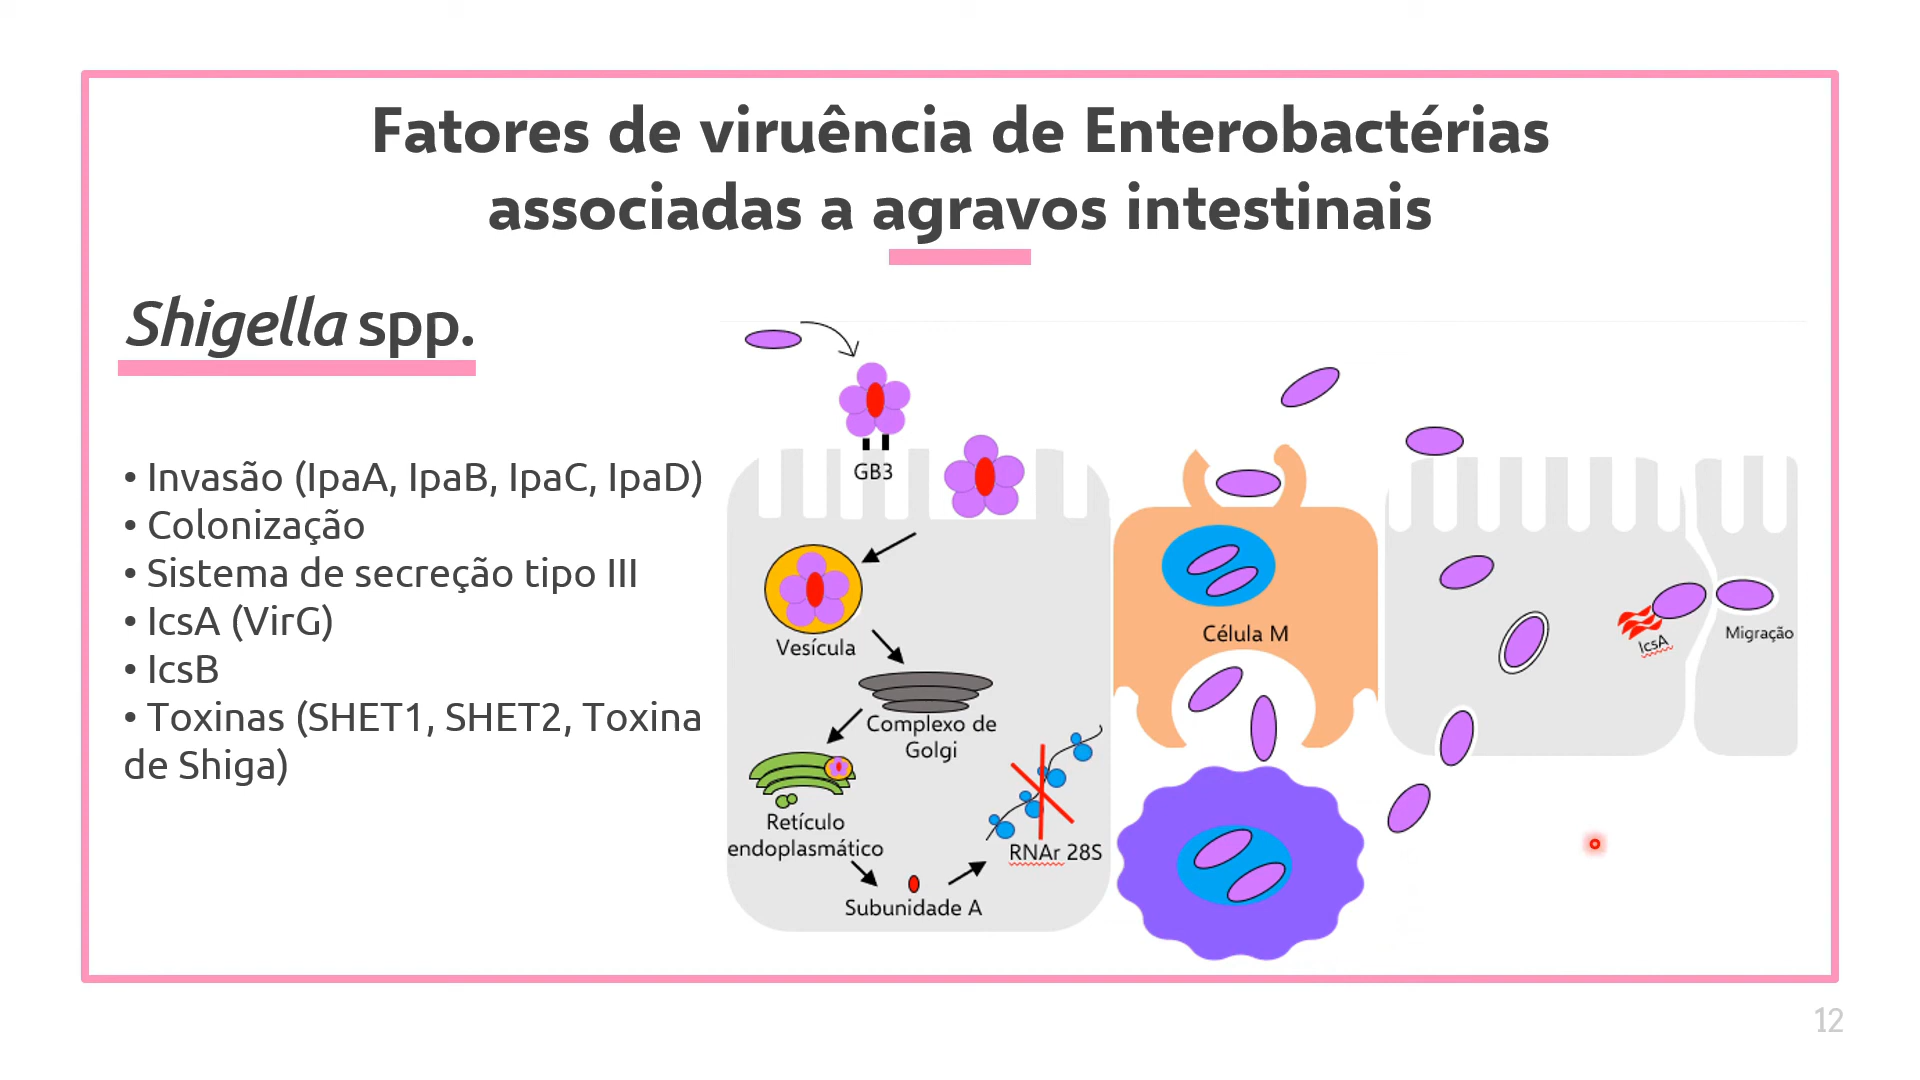 Fatores de viruência de Enterobactérias
associadas a agravos intestinais
Shigella spp.
• Invasão (IpaA, IpaB, IpaC, IpaD)
• Colonização
• Sistema de secreção tipo III
• IcsA (VirG)
• IcsB
• Toxinas (SHET1, SHET2, Toxina
de Shiga)
GB3
Vesícula
Complexo de
Golgi
Retículo
endoplasmático
RNAr 28S
Subunidade A
Célula M
IcsA
Migração
12